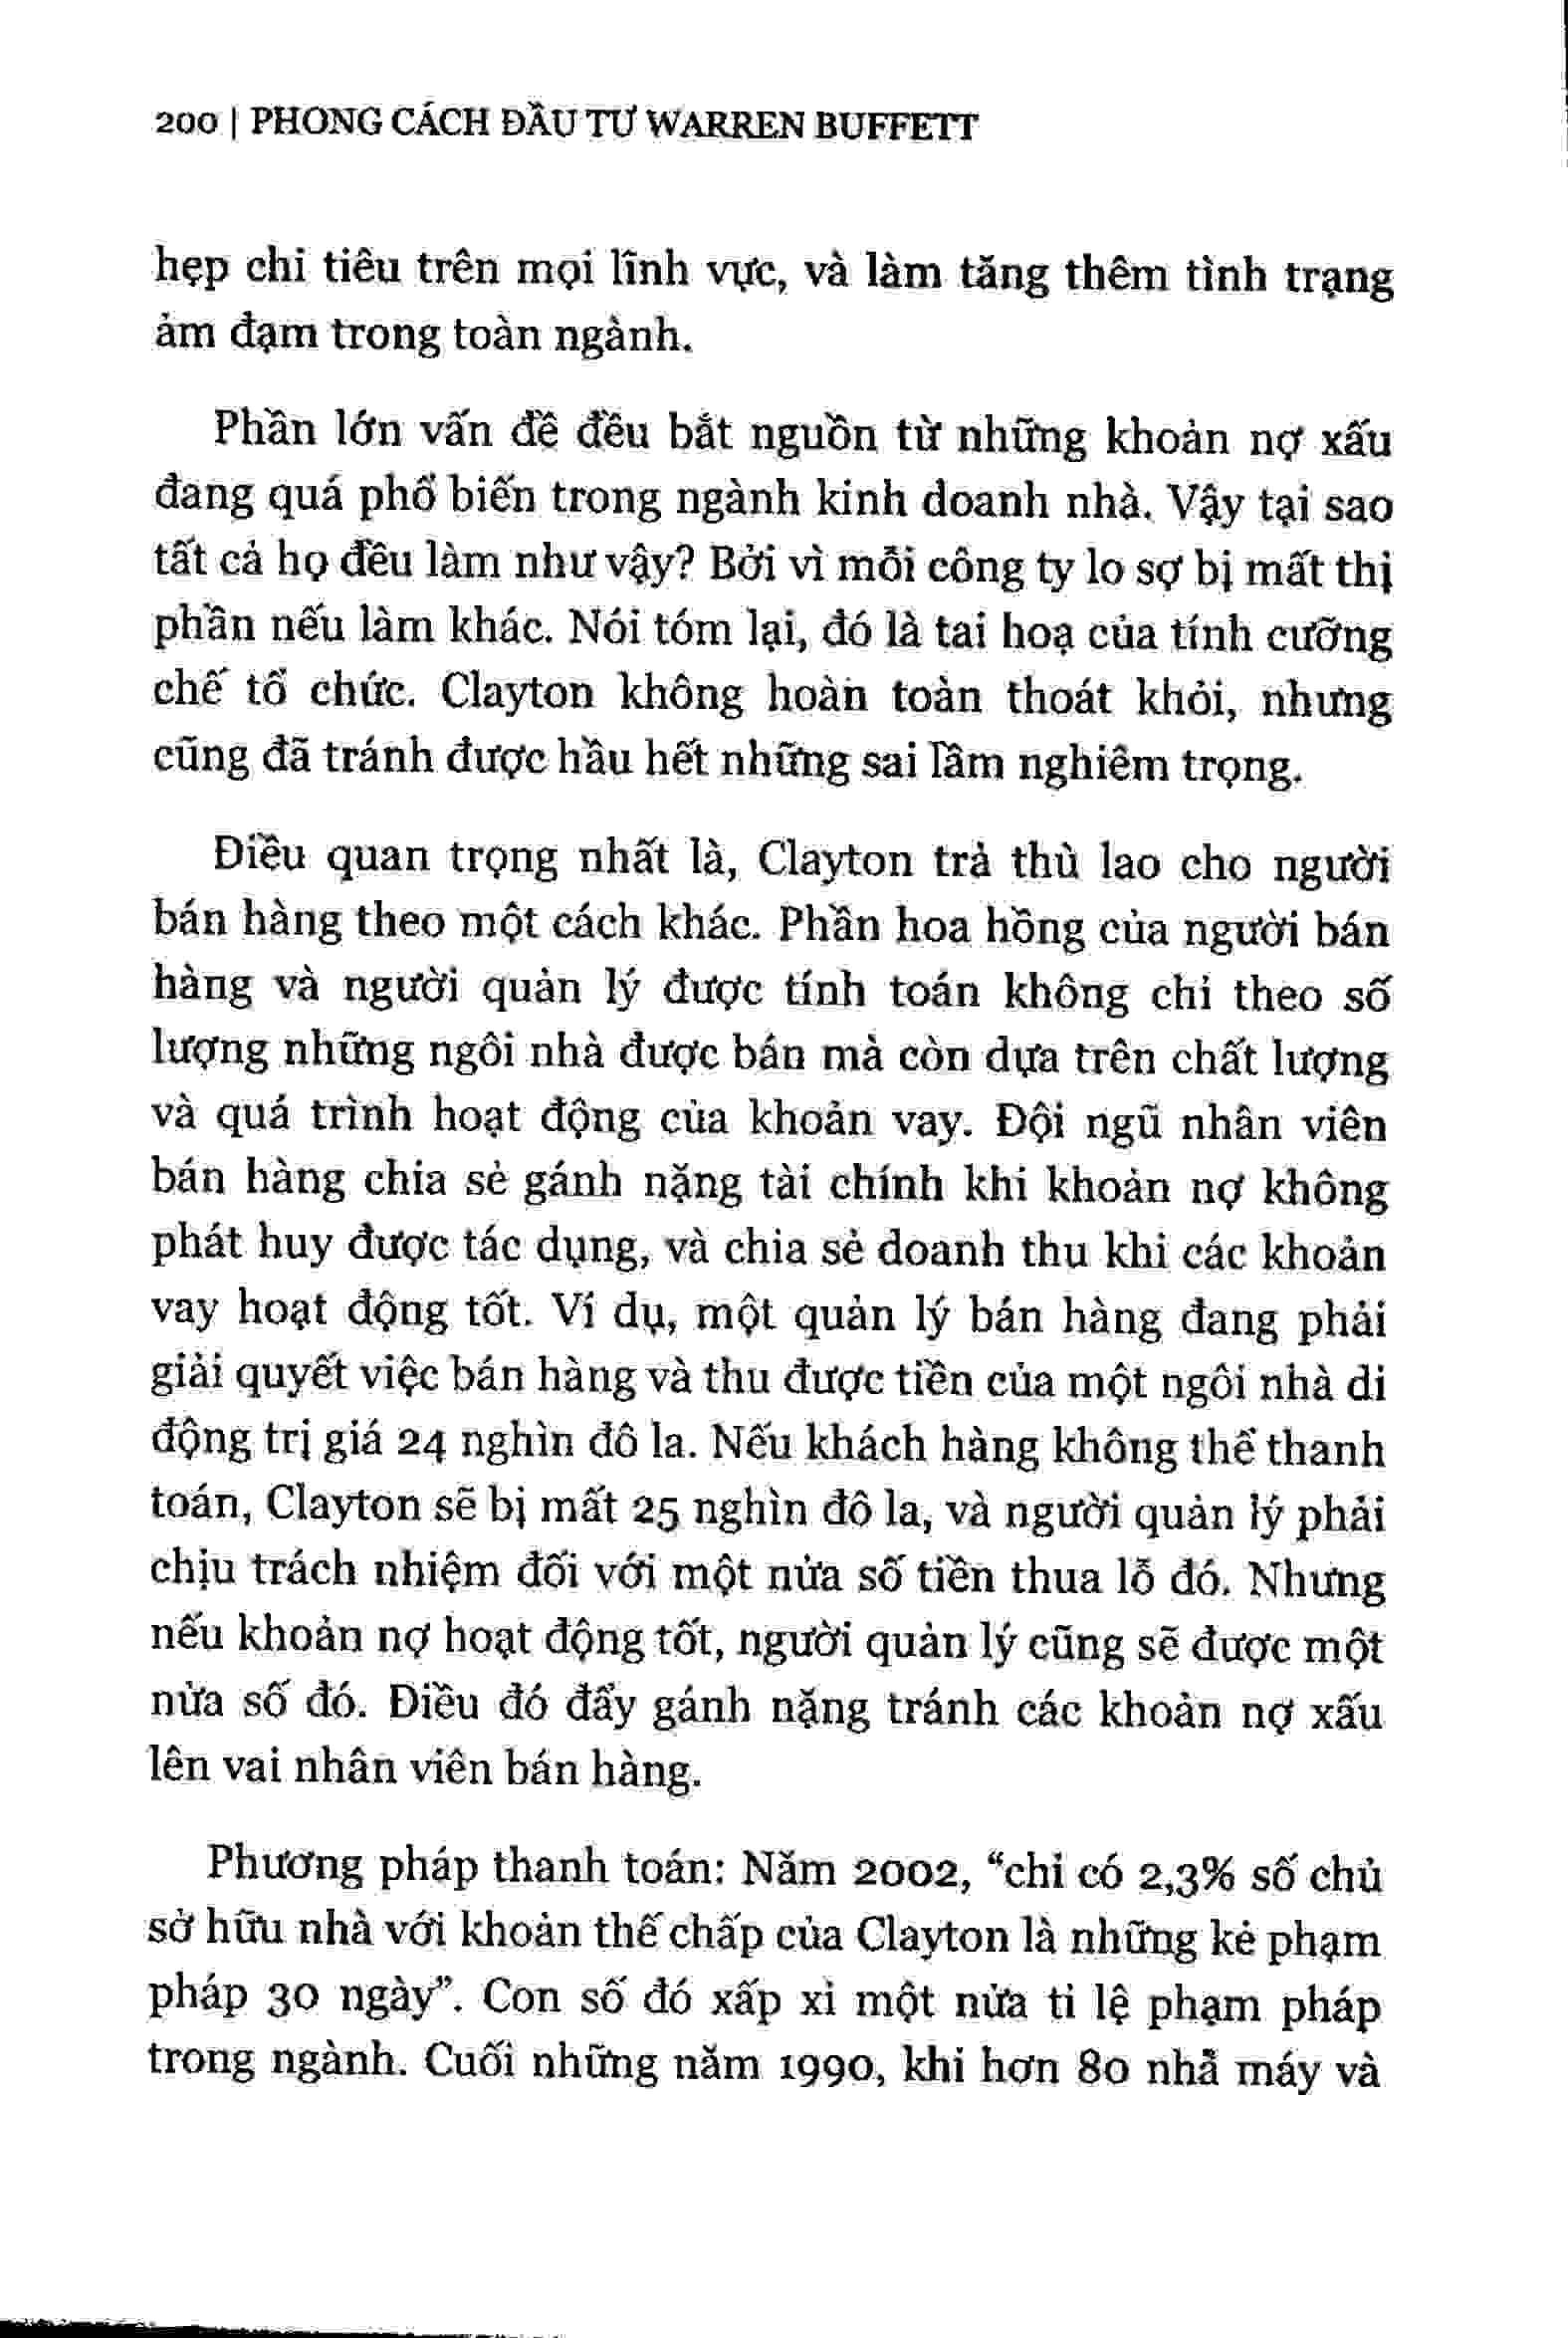 200 | PHONG CÁCH ĐẦU TƯ WARREN BUFFETT
hẹp chi tiêu trên mọi lĩnh vực, và làm tăng thêm tình trạng
ảm đạm trong toàn ngành.
Phần lớn vấn đề đều bắt nguồn từ những khoản nợ xấu
đang quá phổ biến trong ngành kinh doanh nhà. Vậy tại sao
tất cả họ đều làm như vậy? Bởi vì mỗi công ty lo sợ bị mất thị
phần nếu làm khác. Nói tóm lại, đó là tai hoạ của tính cưỡng
chế tổ chức. Clayton không hoàn toàn thoát khỏi, nhưng
cũng đã tránh được hầu hết những sai lầm nghiêm trọng.
Điều quan trọng nhất là, Clayton trả thù lao cho người
bán hàng theo một cách khác. Phần hoa hồng của người bán
hàng và người quản lý được tính toán không chỉ theo số
lượng những ngôi nhà được bán mà còn dựa trên chất lượng
và quá trình hoạt động của khoản vay. Đội ngũ nhân viên
bán hàng chia sẻ gánh nặng tài chính khi khoản nợ không
phát huy được tác dụng, và chia sẻ doanh thu khi các khoản
vay hoạt động tốt. Ví dụ, một quản lý bán hàng đang phải
giải quyết việc bán hàng và thu được tiền của một ngôi nhà di
động trị giá 24 nghìn đô la. Nếu khách hàng không thể thanh
toán, Clayton sẽ bị mất 25 nghìn đô la, và người quản lý phải
chịu trách nhiệm đối với một nửa số tiền thua lỗ đó. Nhưng
nếu khoản nợ hoạt động tốt, người quản lý cũng sẽ được một
nửa số đó. Điều đó đẩy gánh nặng tránh các khoản nợ xấu
lên vai nhân viên bán hàng.
Phương pháp thanh toán: Năm 2002, “chỉ có 2,3% số chủ
sở hữu nhà với khoản thế chấp của Clayton là những kẻ phạm
pháp 30 ngày”. Con số đó xấp xỉ một nửa tỉ lệ phạm pháp
trong ngành. Cuối những năm 1990, khi hơn 80 nhà máy và